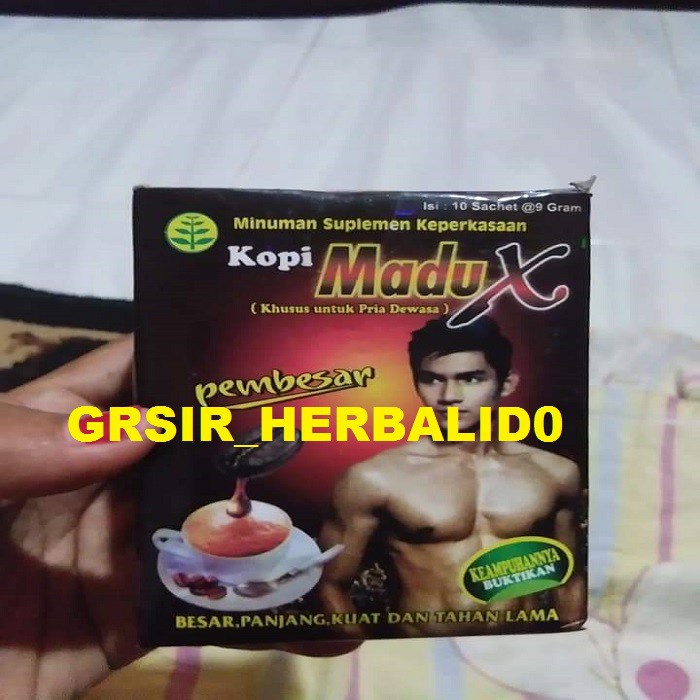 Isi : 10 Sachet @9 Gram
Minuman Suplemen Keperkasaan
Kopi Madu X
( Khusus untuk Pria Dewasa )
pembesar
GRSIR_HERBALID0
KEAMPUHANNYA
BUKTIKAN
BESAR,PANJANG,KUAT DAN TAHAN LAMA